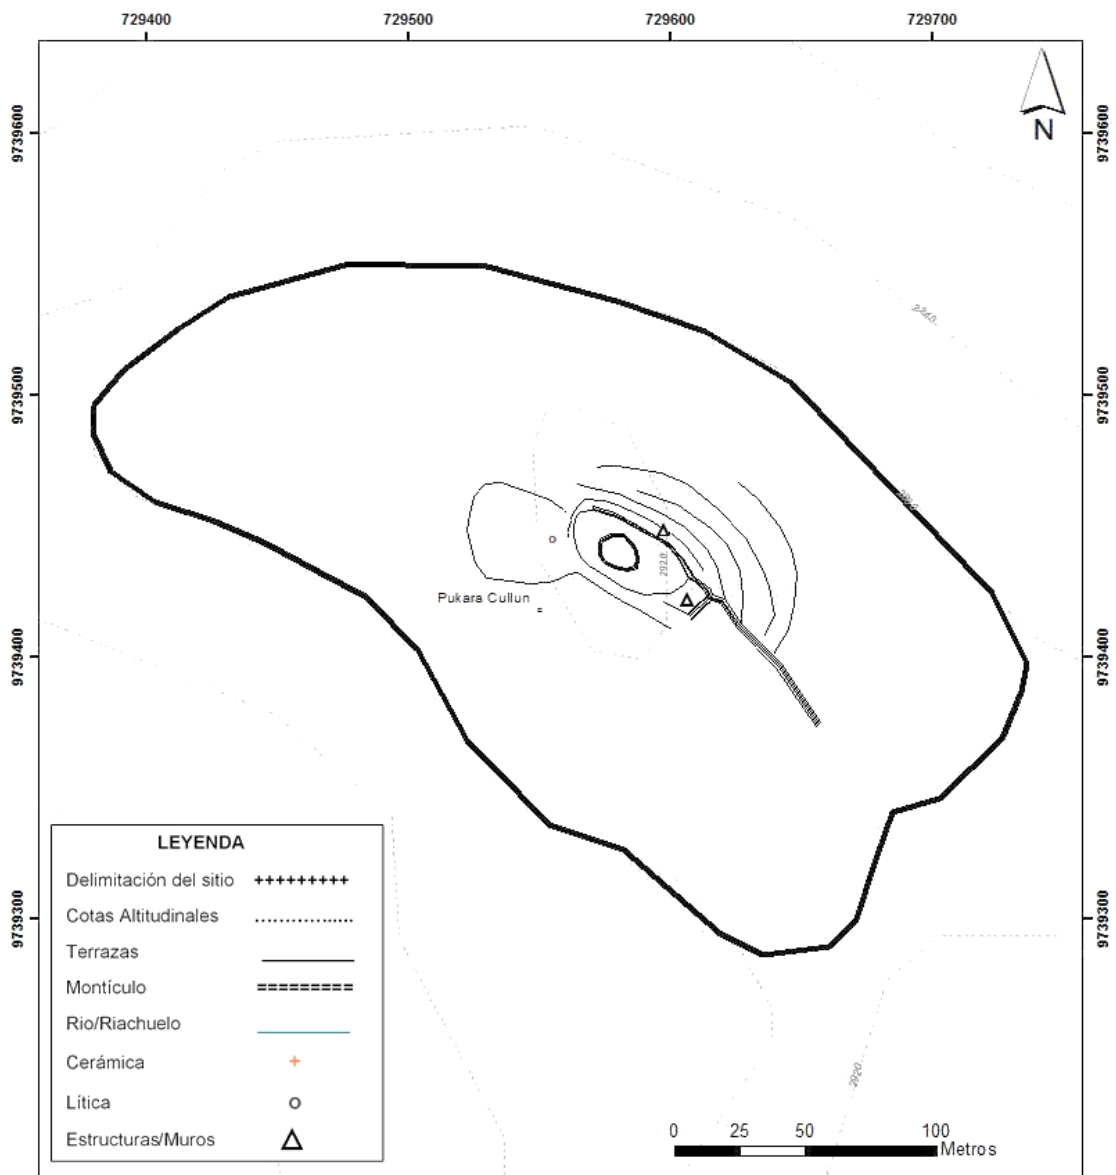 729400 729500 729600 729700
9739600
9739600
N
9739500
9739500
2920
Pukara Cullun
9739400
9739400
9739300
9739300
2920
LEYENDA
Delimitación del sitio
Cotas Altitudinales
Terrazas
Montículo
Rio/Riachuelo
Cerámica
Lítica
Estructuras/Muros
0 25 50 100
Metros